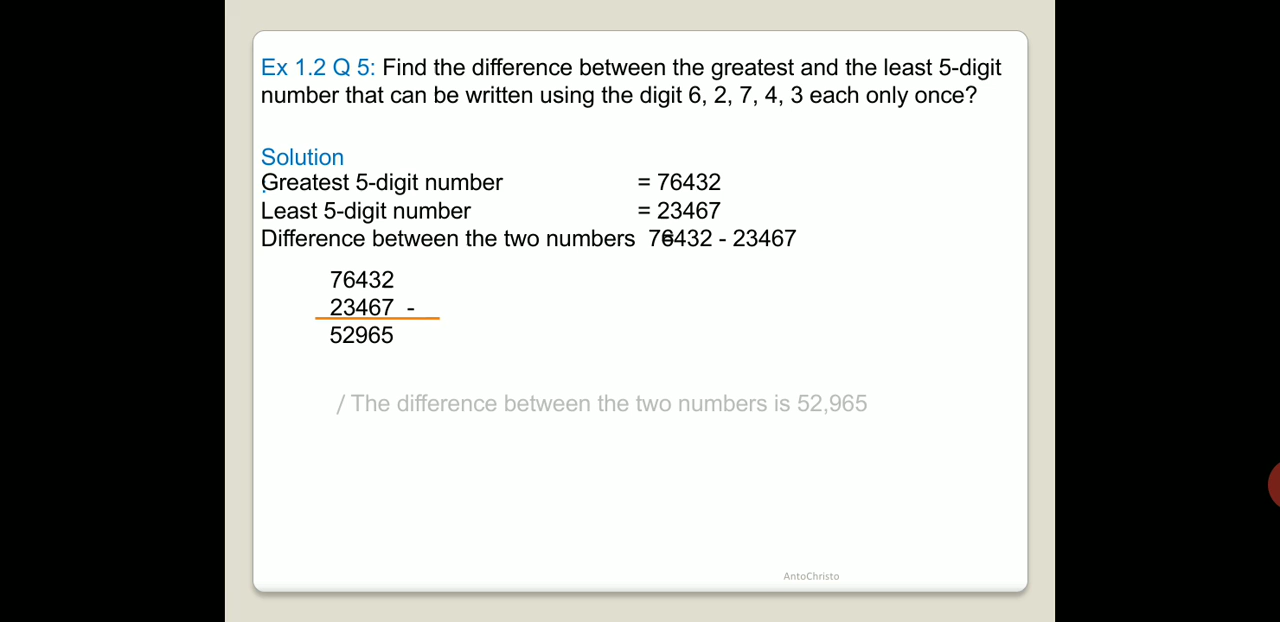 Ex 1.2 Q 5: Find the difference between the greatest and the least 5-digit
number that can be written using the digit 6, 2, 7, 4, 3 each only once?
Solution
Greatest 5-digit number = 76432
Least 5-digit number = 23467
Difference between the two numbers = 76432 - 23467
76432
23467 -
52965
/ The difference between the two numbers is 52,965
AntoChristo